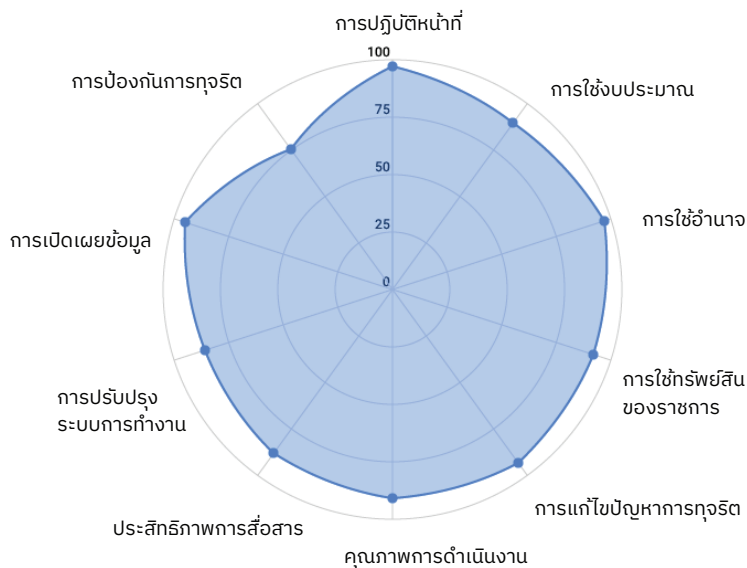 การปฏิบัติหน้าที่
100
การป้องกันการทุจริต
การใช้งบประมาณ
75
50
การใช้อำนาจ
25
การเปิดเผยข้อมูล
0
การใช้ทรัพย์สิน
ของราชการ
การปรับปรุง
ระบบการทำงาน
การแก้ไขปัญหาการทุจริต
ประสิทธิภาพการสื่อสาร
คุณภาพการดำเนินงาน